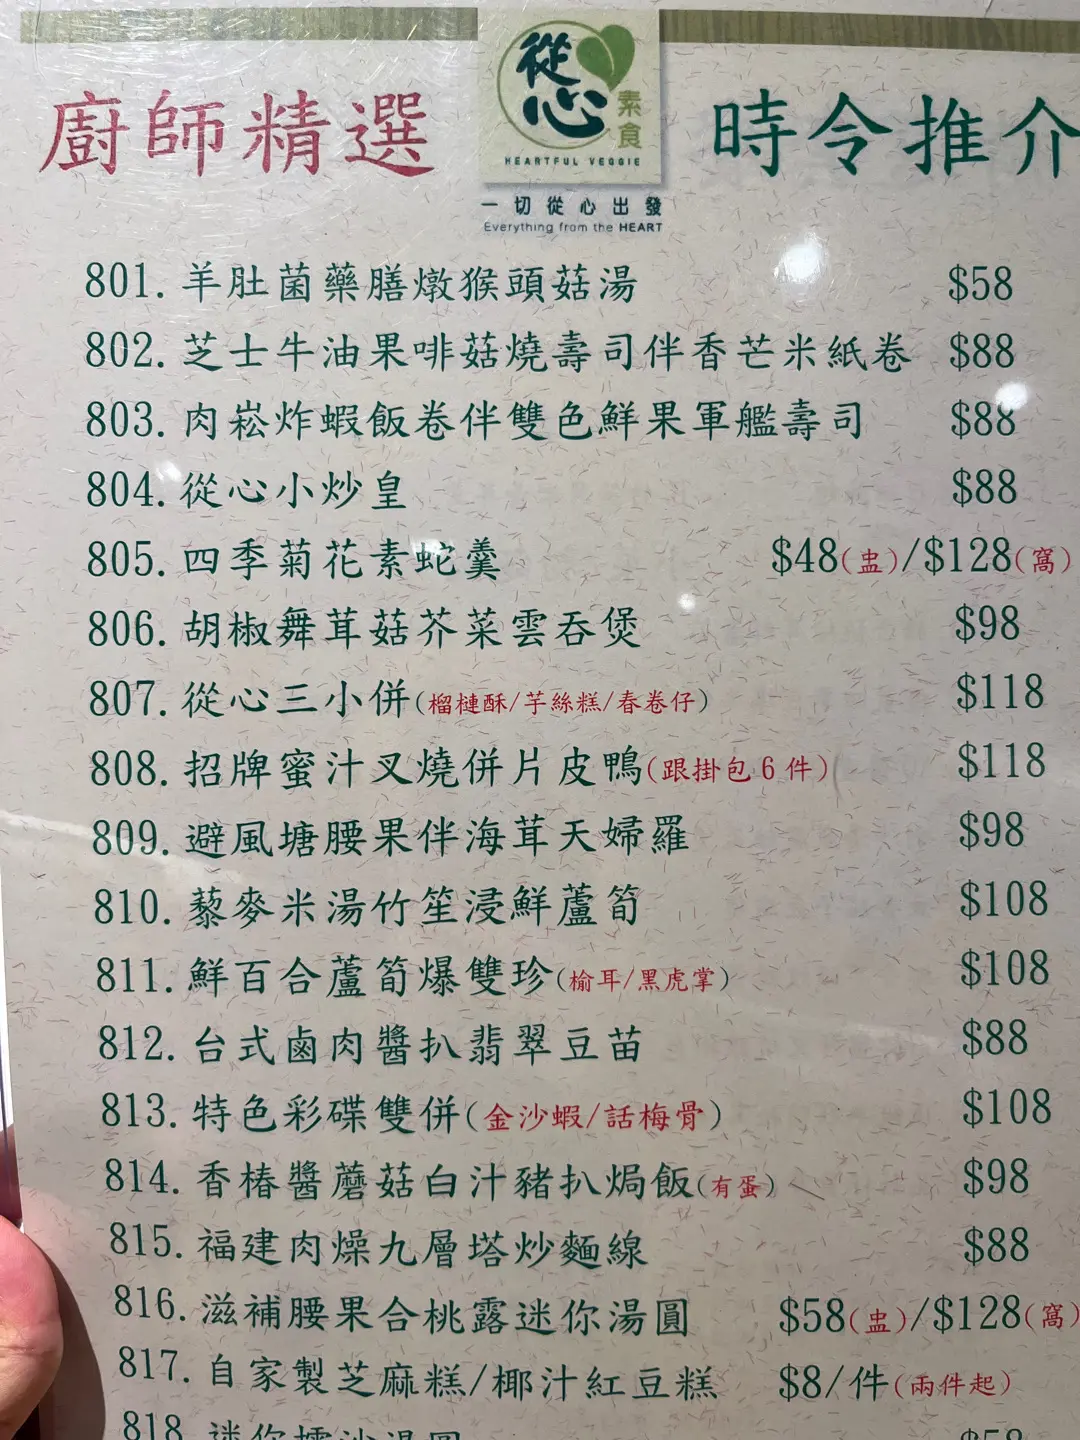 從心
素食
HEARTFUL VEGGIE
一切從心出發
Everything from the HEART
廚師精選 時令推介
801. 羊肚菌藥膳燉猴頭菇湯 $58
802. 芝士牛油果啡菇燒壽司伴香芒米紙卷 $88
803. 肉崧炸蝦飯卷伴雙色鮮果軍艦壽司 $88
804. 從心小炒皇 $88
805. 四季菊花素蛇羹 $48(盅)/$128(窩)
806. 胡椒舞茸菇芥菜雲吞煲 $98
807. 從心三小併(榴槤酥/芋絲糕/春卷仔) $118
808. 招牌蜜汁叉燒併片皮鴨(跟掛包6件) $118
809. 避風塘腰果伴海茸天婦羅 $98
810. 藜麥米湯竹笙浸鮮蘆筍 $108
811. 鮮百合蘆筍爆雙珍(榆耳/黑虎掌) $108
812. 台式鹵肉醬扒翡翠豆苗 $88
813. 特色彩碟雙併(金沙蝦/話梅骨) $108
814. 香椿醬蘑菇白汁豬扒焗飯(有蛋) $98
815. 福建肉燥九層塔炒麵線 $88
816. 滋補腰果合桃露迷你湯圓 $58(盅)/$128(窩)
817. 自家製芝麻糕/椰汁紅豆糕 $8/件(兩件起)
818. 迷你擂沙湯圓 $58